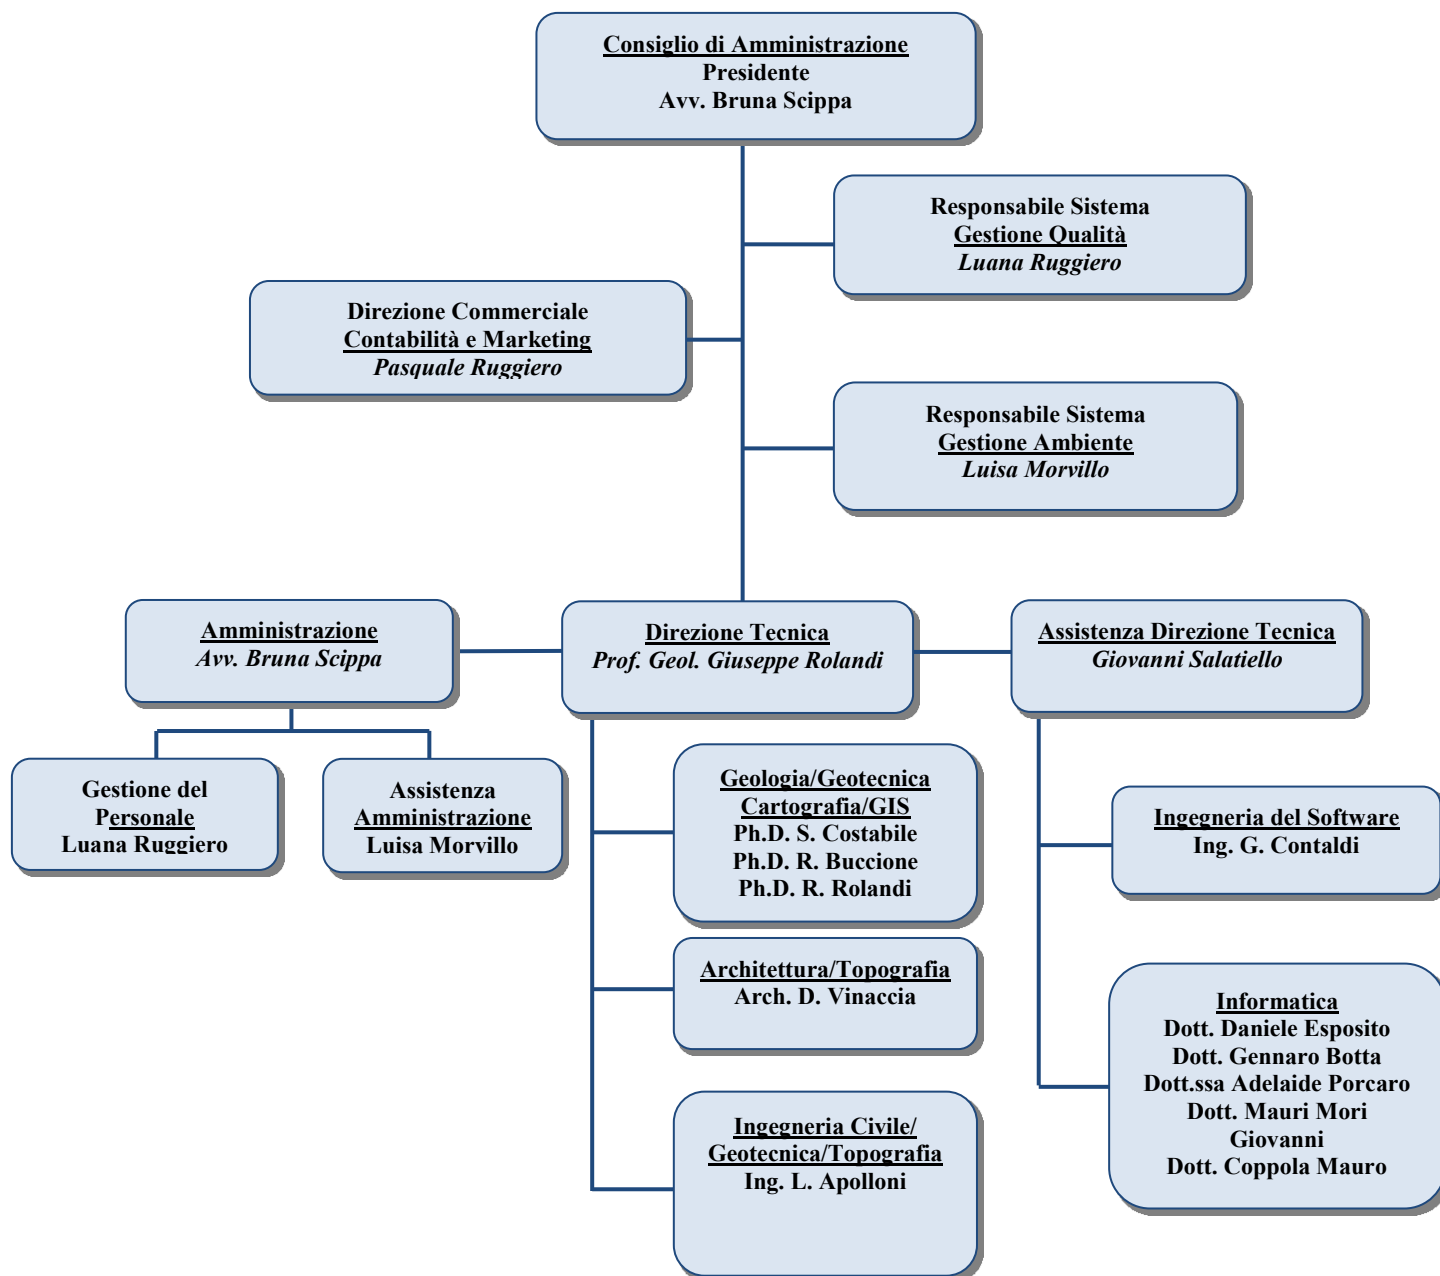 Consiglio di Amministrazione
Presidente
Avv. Bruna Scippa
Responsabile Sistema
Gestione Qualità
Luana Ruggiero
Direzione Commerciale
Contabilità e Marketing
Pasquale Ruggiero
Responsabile Sistema
Gestione Ambiente
Luisa Morvillo
Amministrazione
Avv. Bruna Scippa
Direzione Tecnica
Prof. Geol. Giuseppe Rolandi
Assistenza Direzione Tecnica
Giovanni Salatiello
Gestione del
Personale
Luana Ruggiero
Assistenza
Amministrazione
Luisa Morvillo
Geologia/Geotecnica
Cartografia/GIS
Ph.D. S. Costabile
Ph.D. R. Buccione
Ph.D. R. Rolandi
Ingegneria del Software
Ing. G. Contaldi
Architettura/Topografia
Arch. D. Vinaccia
Informatica
Dott. Daniele Esposito
Dott. Gennaro Botta
Dott.ssa Adelaide Porcaro
Dott. Mauri Mori
Giovanni
Dott. Coppola Mauro
Ingegneria Civile/
Geotecnica/Topografia
Ing. L. Apolloni